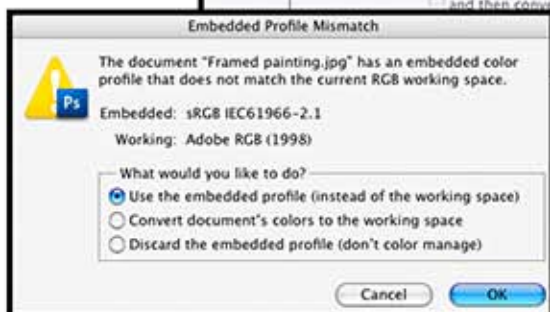 and then conv
Embedded Profile Mismatch
The document "Framed painting.jpg" has an embedded color
profile that does not match the current RGB working space.
Ps
Embedded: sRGB IEC61966-2.1
Working: Adobe RGB (1998)
What would you like to do?
Use the embedded profile (instead of the working space)
Convert document's colors to the working space
Discard the embedded profile (don't color manage)
Cancel
OK